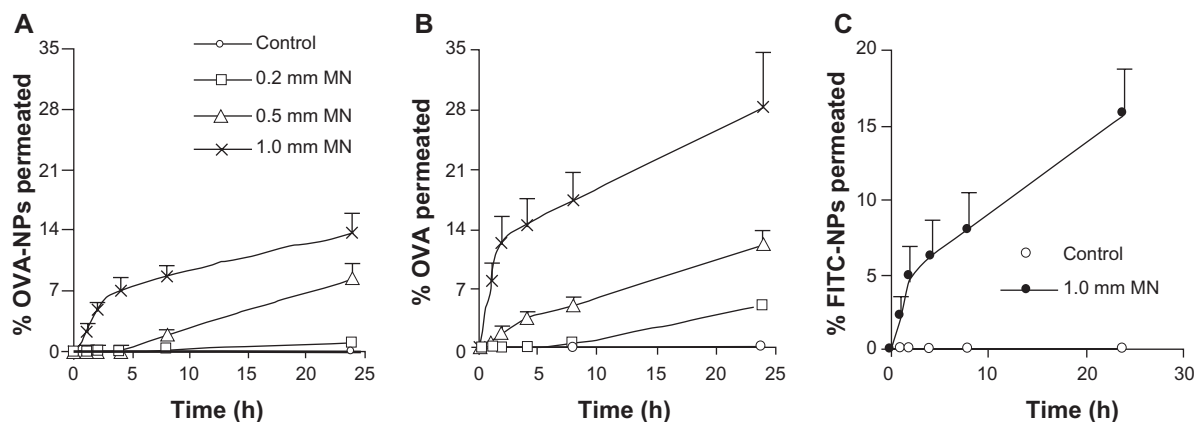 A
% OVA-NPs permeated
35
28
21
14
7
0
0 5 10 15 20 25
Time (h)
Control
0.2 mm MN
0.5 mm MN
1.0 mm MN
B
% OVA permeated
35
28
21
14
7
0
0 5 10 15 20 25
Time (h)
C
% FITC-NPs permeated
20
15
10
5
0
0 10 20 30
Time (h)
Control
1.0 mm MN